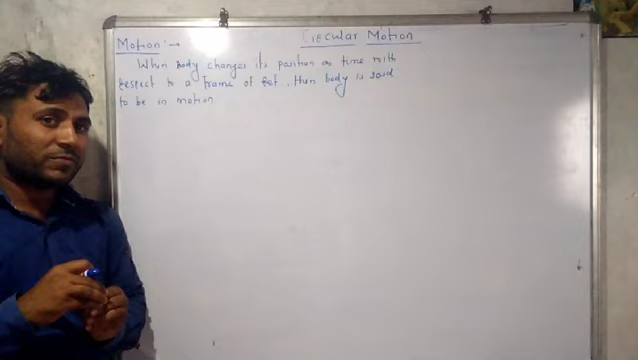 Circular Motion
Motion :→
When body changes its position as time with
respect to a frame of ref., then body is said
to be in motion